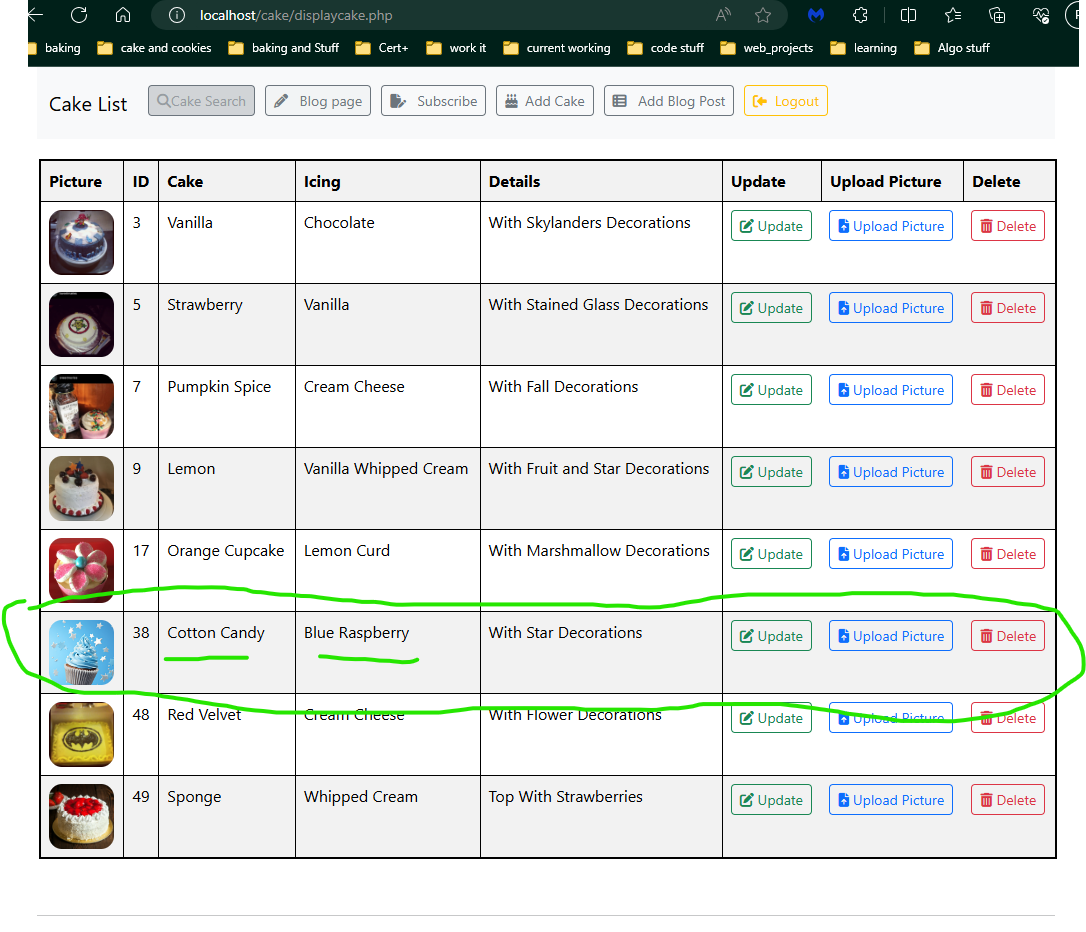 localhost/cake/displaycake.php
baking cake and cookies baking and Stuff Cert+ work it current working code stuff web_projects learning Algo stuff
Cake List Cake Search Blog page Subscribe Add Cake Add Blog Post Logout
Picture ID Cake Icing Details Update Upload Picture Delete
3 Vanilla Chocolate With Skylanders Decorations Update Upload Picture Delete
5 Strawberry Vanilla With Stained Glass Decorations Update Upload Picture Delete
7 Pumpkin Spice Cream Cheese With Fall Decorations Update Upload Picture Delete
9 Lemon Vanilla Whipped Cream With Fruit and Star Decorations Update Upload Picture Delete
17 Orange Cupcake Lemon Curd With Marshmallow Decorations Update Upload Picture Delete
38 Cotton Candy Blue Raspberry With Star Decorations Update Upload Picture Delete
48 Red Velvet Cream Cheese With Flower Decorations Update Upload Picture Delete
49 Sponge Whipped Cream Top With Strawberries Update Upload Picture Delete